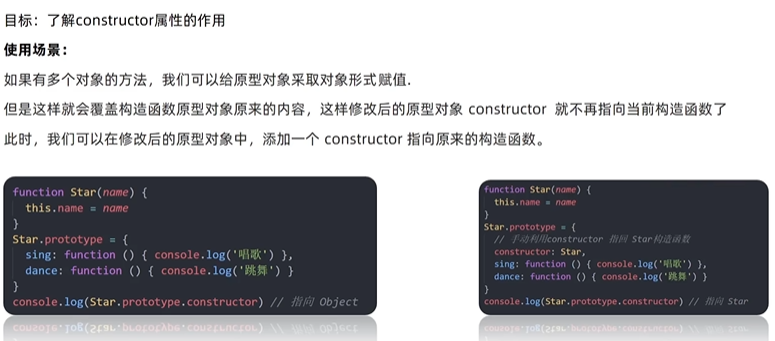 目标：了解constructor属性的作用
使用场景：
如果有多个对象的方法，我们可以给原型对象采取对象形式赋值.
但是这样就会覆盖构造函数原型对象原来的内容，这样修改后的原型对象 constructor 就不再指向当前构造函数了
此时，我们可以在修改后的原型对象中，添加一个 constructor 指向原来的构造函数。
function Star(name) {
  this.name = name
}
Star.prototype = {
  sing: function () { console.log('唱歌') },
  dance: function () { console.log('跳舞') }
}
console.log(Star.prototype.constructor) // 指向 Object
function Star(name) {
  this.name = name
}
Star.prototype = {
  // 手动利用constructor 指回 Star构造函数
  constructor: Star,
  sing: function () { console.log('唱歌') },
  dance: function () { console.log('跳舞') }
}
console.log(Star.prototype.constructor) // 指向 Star